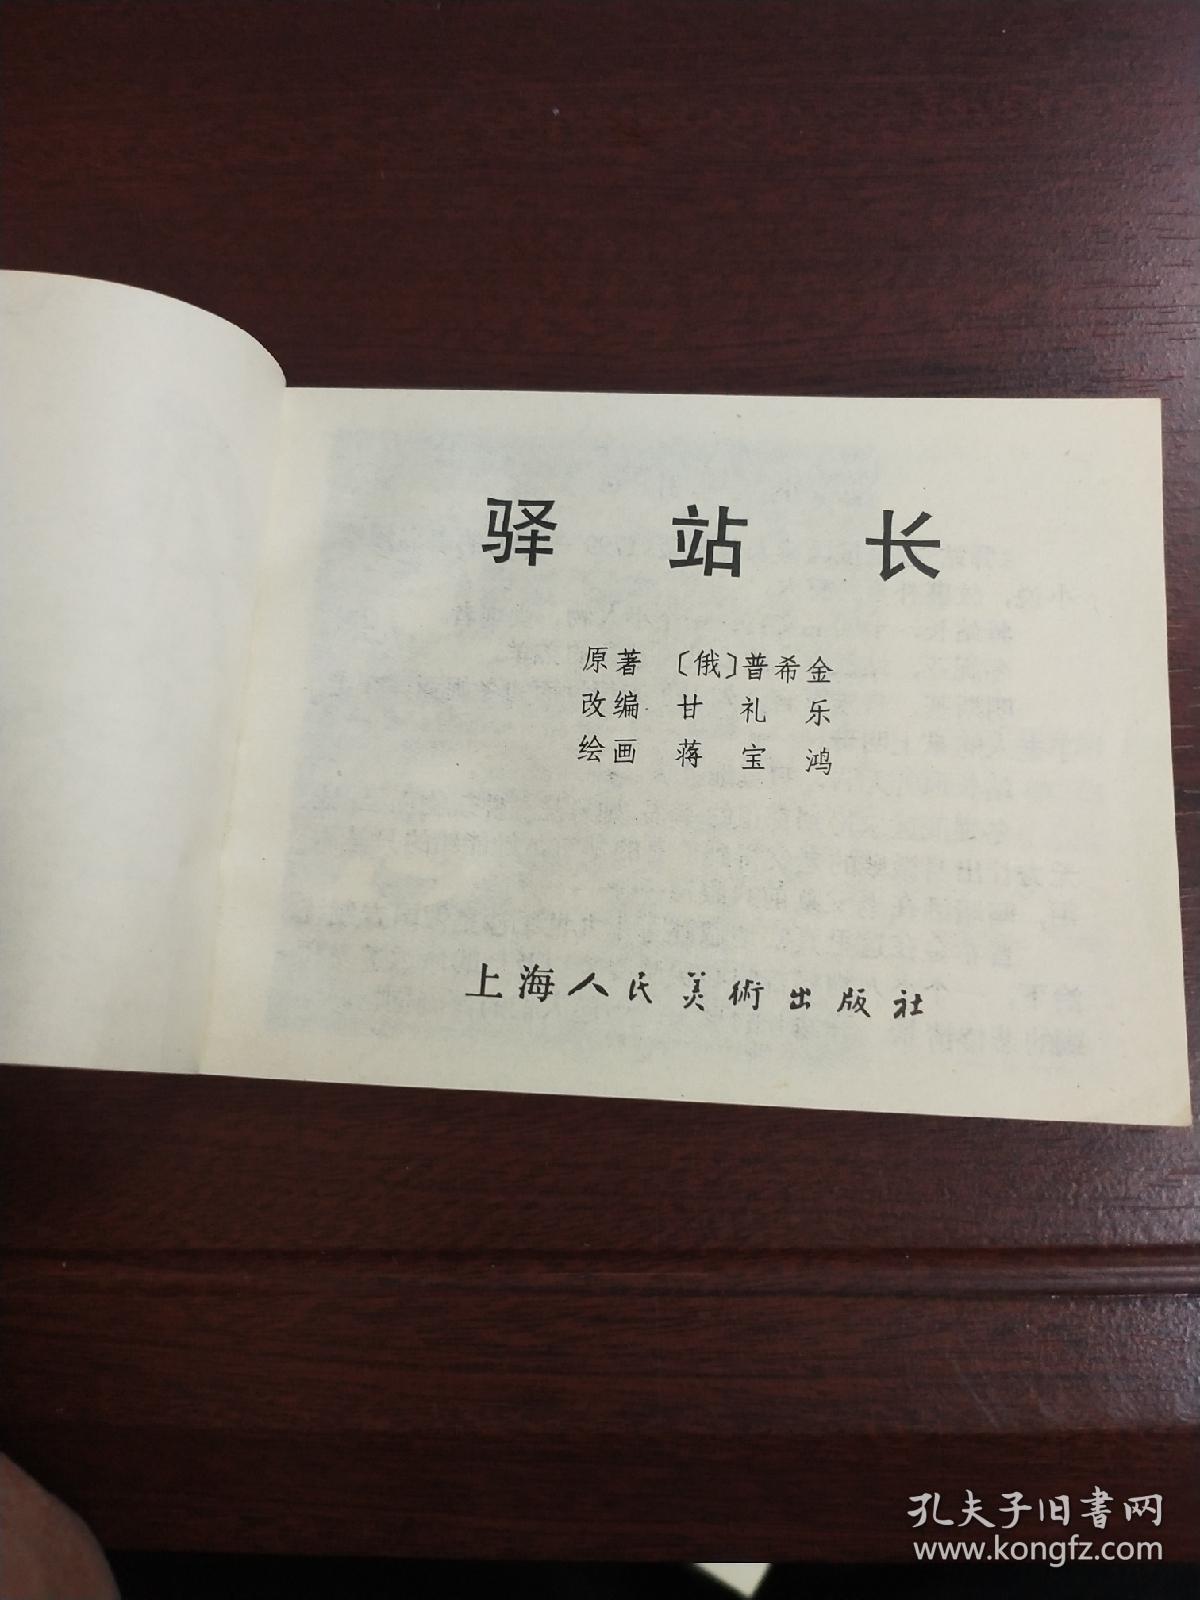 驿站长
原著 〔俄〕普希金
改编 甘礼乐
绘画 蒋宝鸿
上海人民美術出版社
孔夫子旧書网
www.kongfz.com